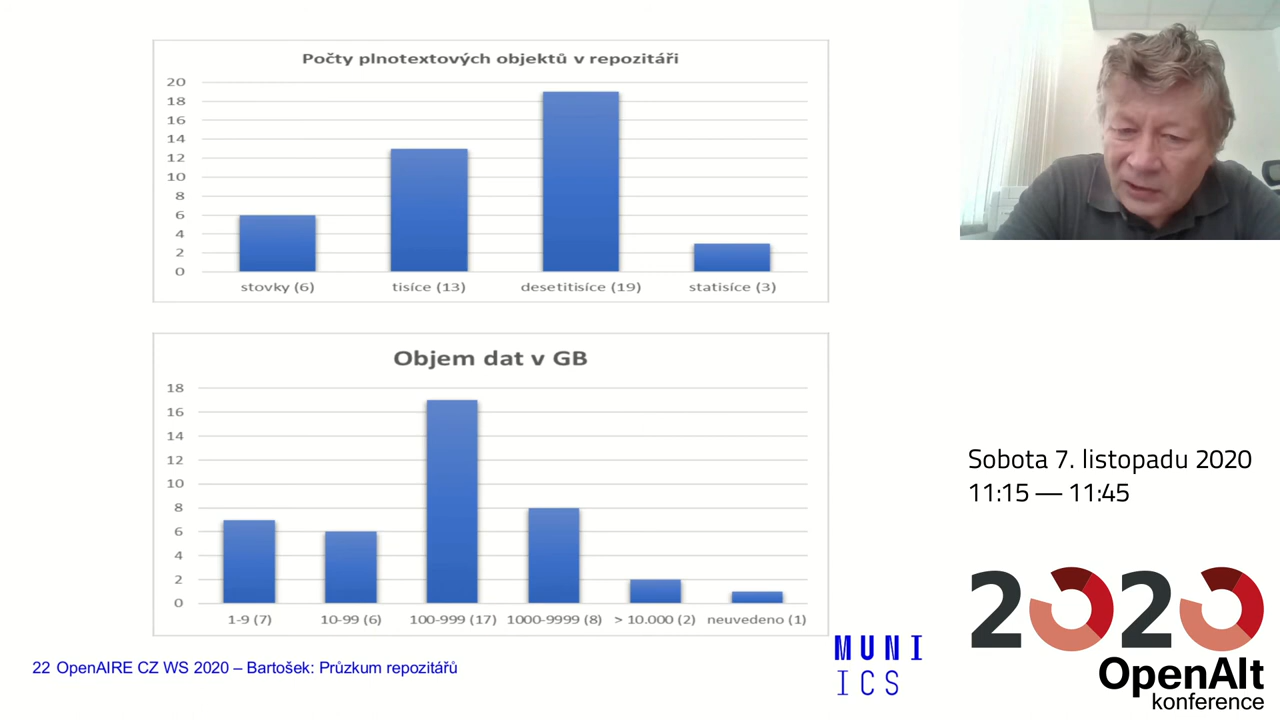 Počty plnotextových objektů v repozitáři
20
18
16
14
12
10
8
6
4
2
0
stovky (6) tisíce (13) desetitisíce (19) statisíce (3)
Objem dat v GB
18
16
14
12
10
8
6
4
2
0
1-9 (7) 10-99 (6) 100-999 (17) 1000-9999 (8) > 10.000 (2) neuvedeno (1)
22 OpenAIRE CZ WS 2020 – Bartošek: Průzkum repozitářů
MUNI
ICS
Sobota 7. listopadu 2020
11:15 — 11:45
2020
OpenAlt
konference